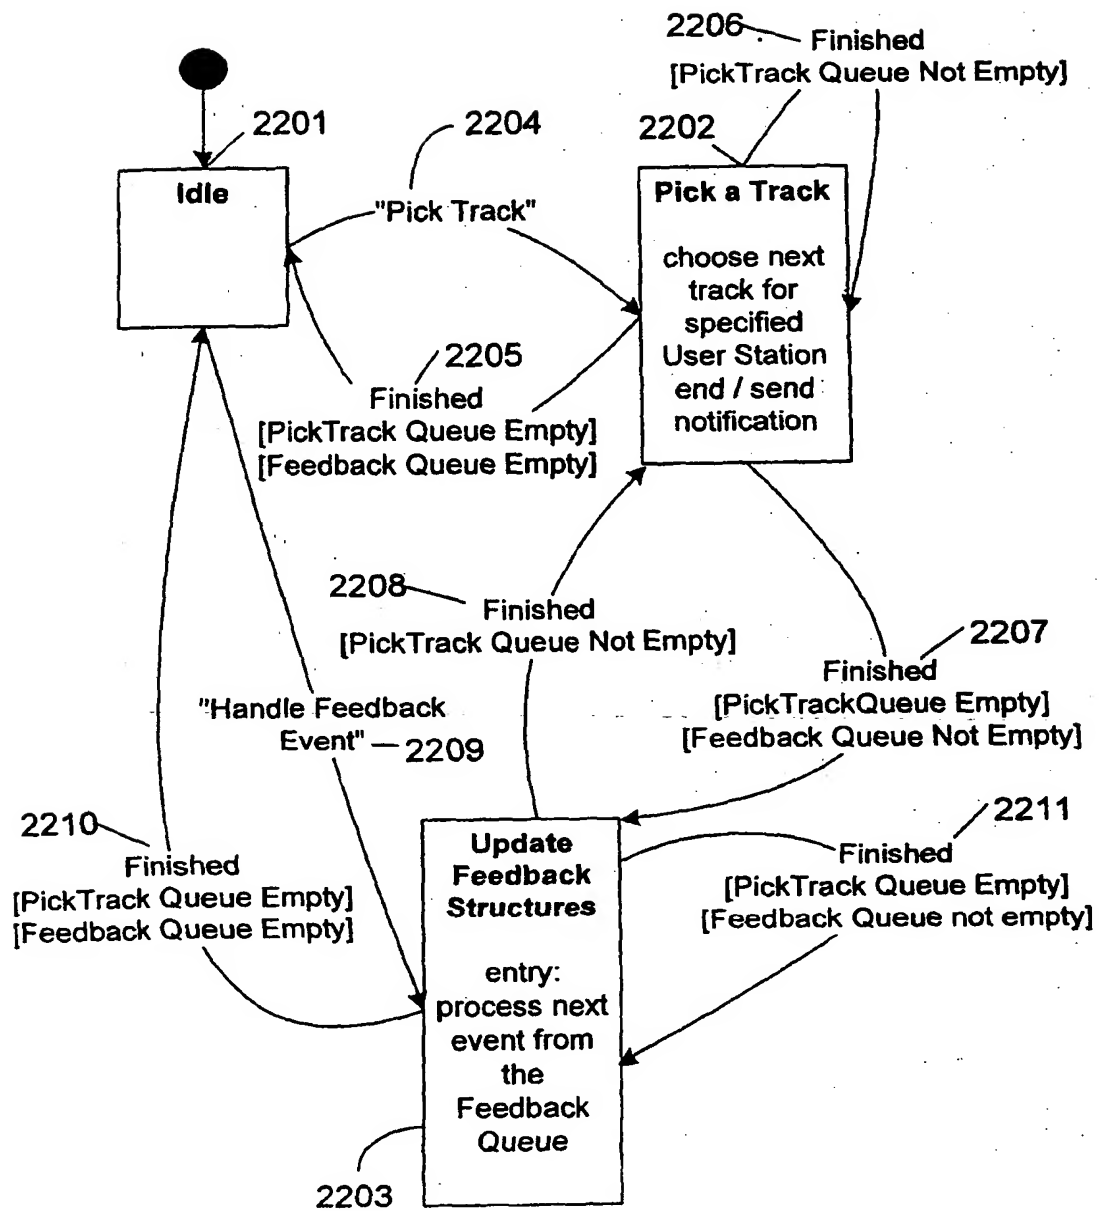 2206
Finished
[PickTrack Queue Not Empty]
2201
2204
2202
Idle
"Pick Track"
Pick a Track
choose next
track for
specified
User Station
end / send
notification
2205
Finished
[PickTrack Queue Empty]
[Feedback Queue Empty]
2208
Finished
[PickTrack Queue Not Empty]
2207
Finished
[PickTrackQueue Empty]
[Feedback Queue Not Empty]
"Handle Feedback
Event"
2209
2210
Finished
[PickTrack Queue Empty]
[Feedback Queue Empty]
Update
Feedback
Structures
entry:
process next
event from
the
Feedback
Queue
2211
Finished
[PickTrack Queue Empty]
[Feedback Queue not empty]
2203